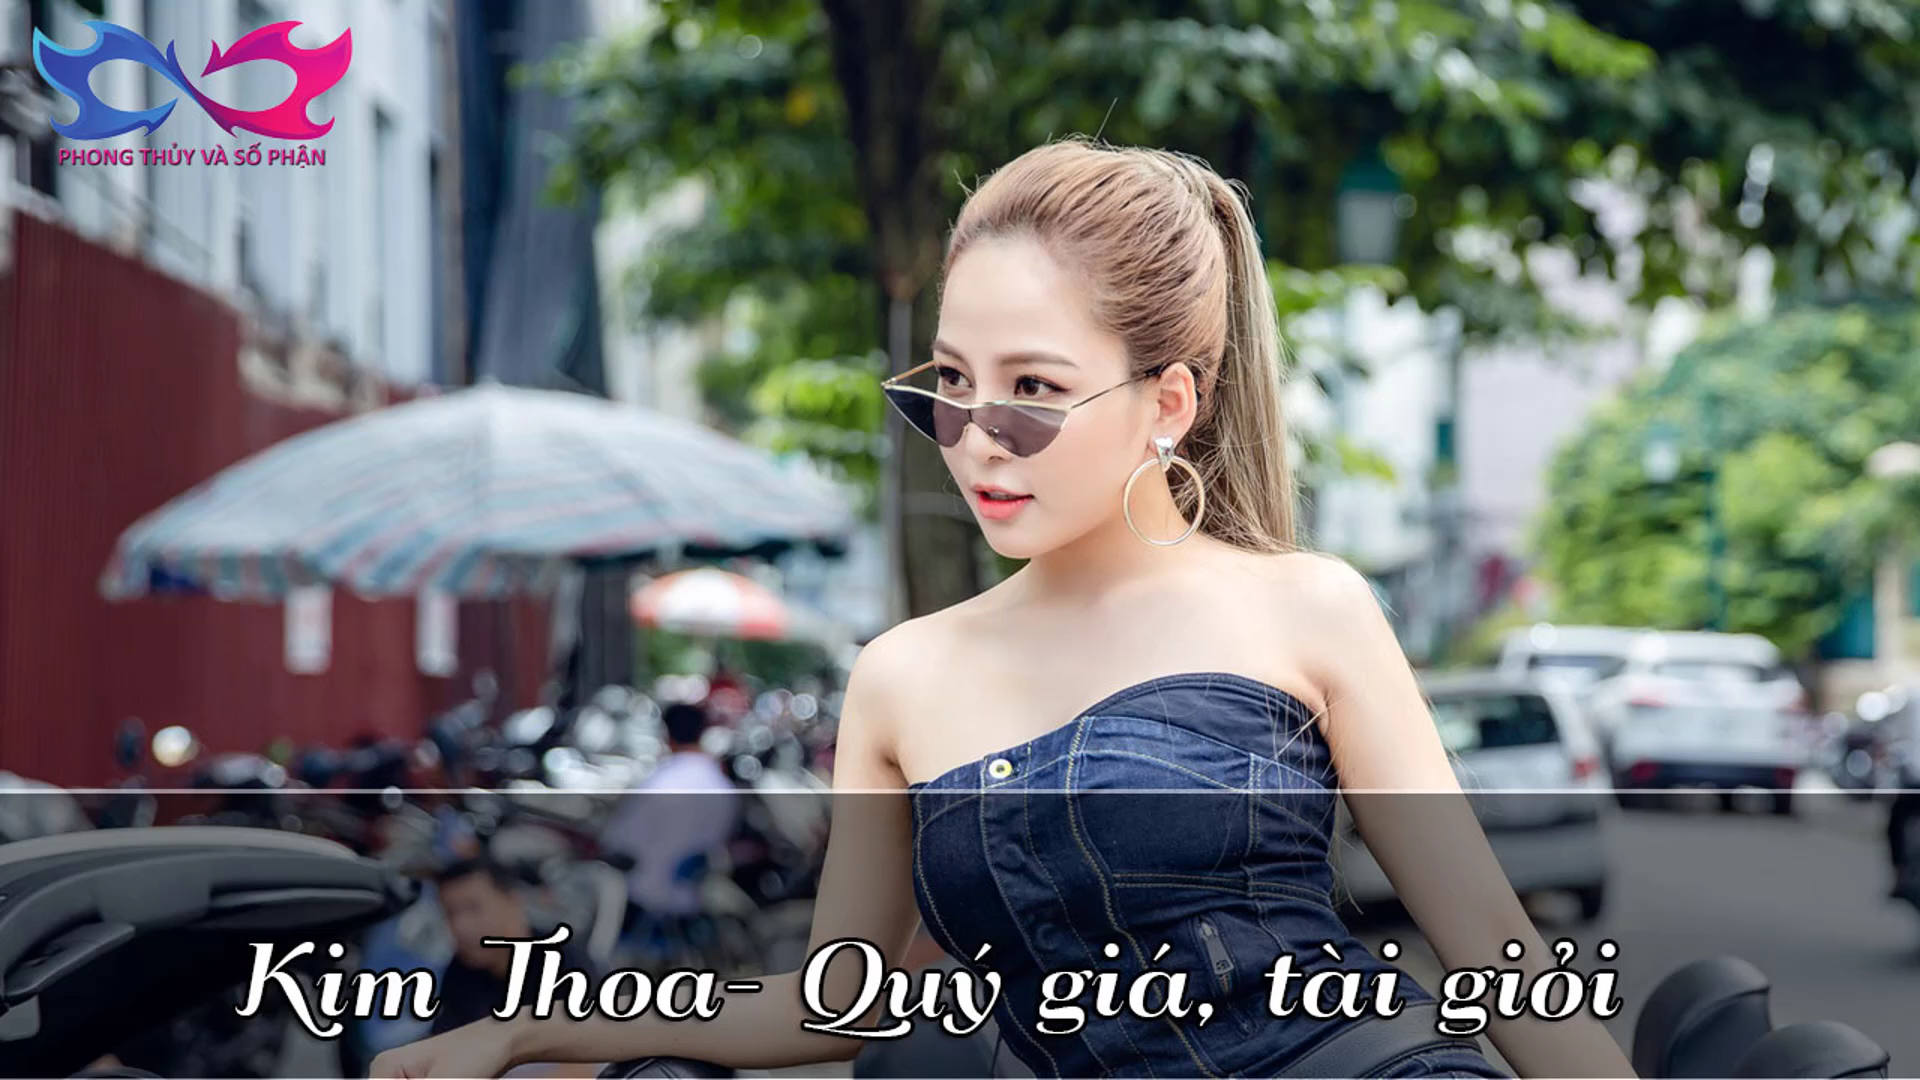 PHONG THỦY VÀ SỐ PHẬN
Kim Thoa- Quý giá, tài giỏi